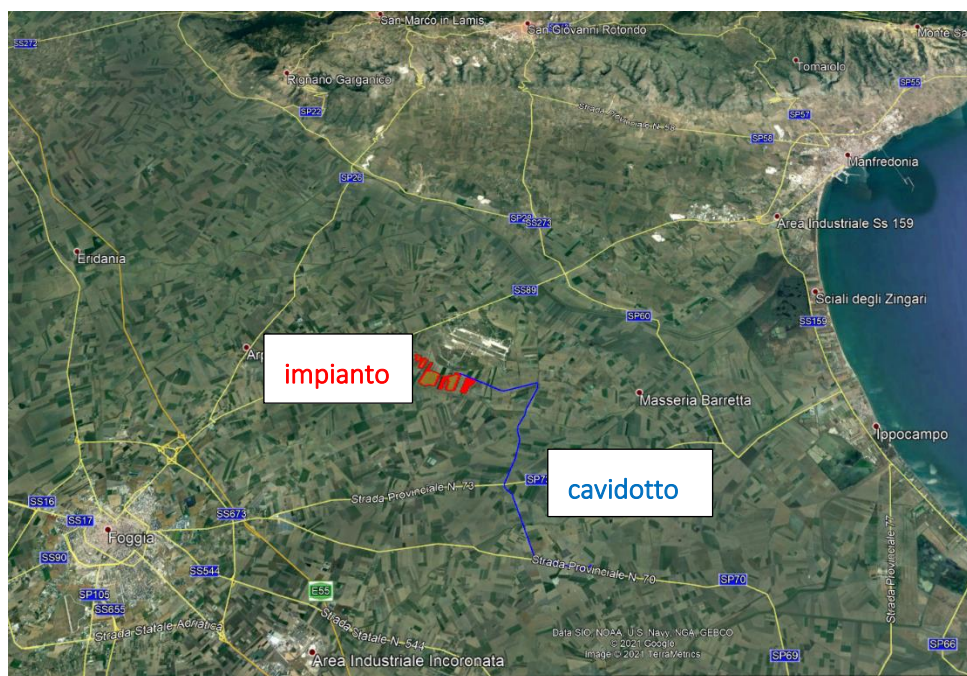 San Marco in Lamis
San Giovanni Rotondo
Monte Sa
SS272
Rignano Garganico
Tomaiolo
SP55
SP22
SP57
Strada Provinciale N. 58
SP58
Manfredonia
SP26
SS273
Area Industriale Ss 159
Eridania
SS89
Sciali degli Zingari
SP60
SS159
Arp
impianto
Masseria Barretta
Ippocampo
cavidotto
SP7
Strada Provinciale N. 73
SS16
SS17
SS673
Foggia
Strada Provinciale 77
SS90
SS544
Strada Provinciale N. 70
SP70
E55
SP105
SS655
Strada Statale Adriatica
Strada Statale N. 544
Data SIO, NOAA, U.S. Navy, NGA, GEBCO
© 2021 Google
Image © 2021 TerraMetrics
SP66
SP69
Area Industriale Incoronata